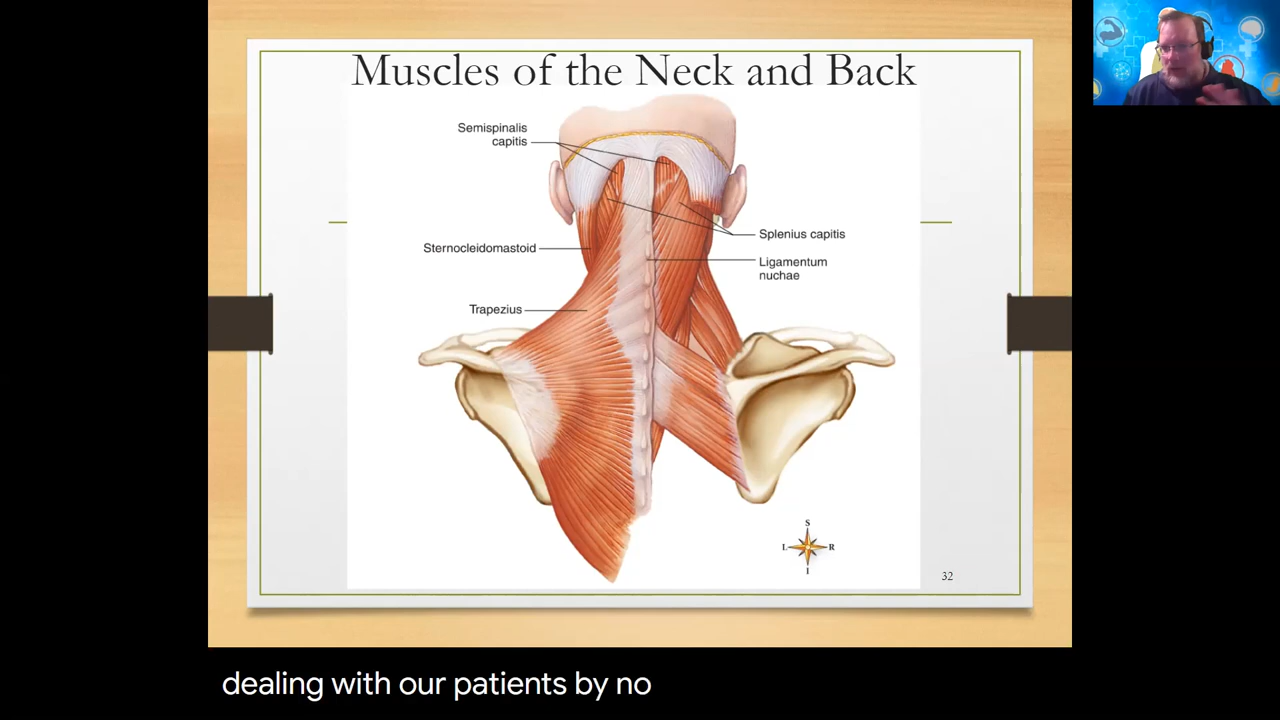 Muscles of the Neck and Back
Semispinalis
capitis
Sternocleidomastoid
Trapezius
Splenius capitis
Ligamentum
nuchae
S
L R
I
32
dealing with our patients by no